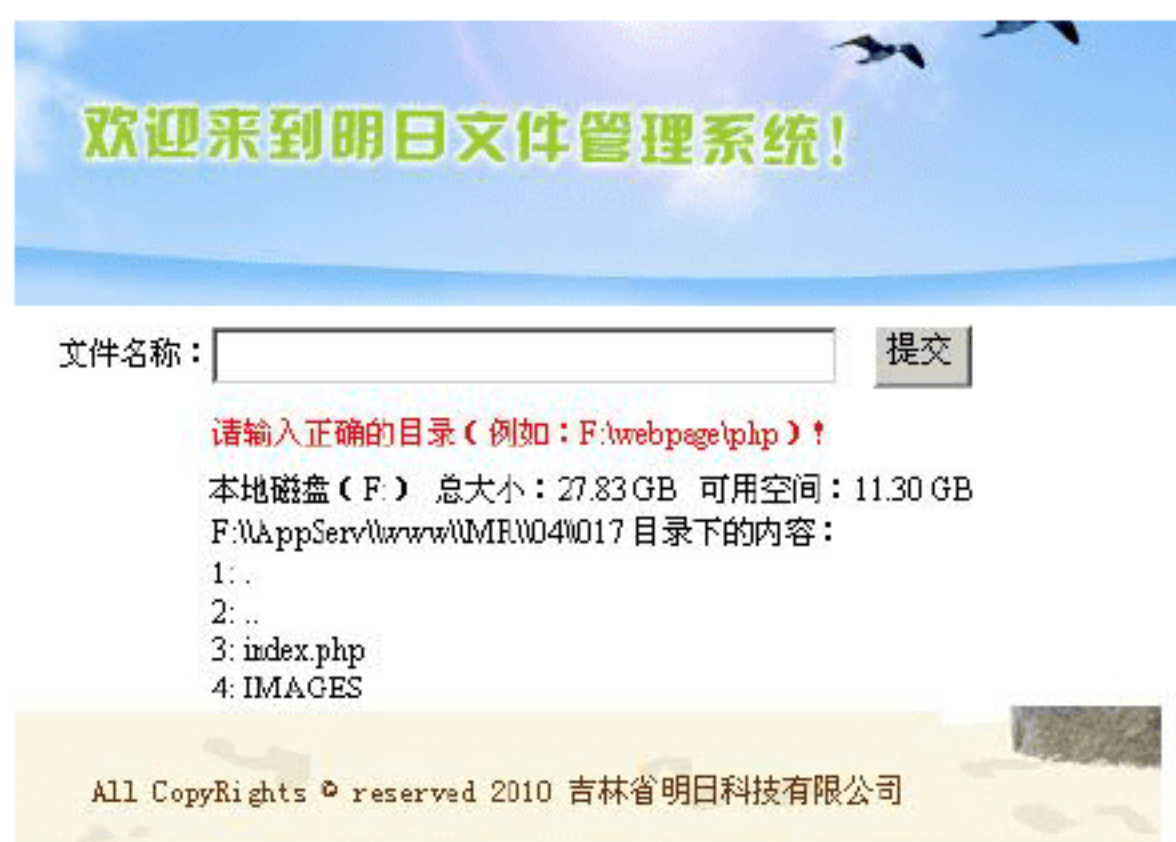 欢迎来到明日文件管理系统!
文件名称： 提交
请输入正确的目录（例如：F:\webpage\php）！
本地磁盘（F:） 总大小：27.83 GB 可用空间：11.30 GB
F:\\AppServ\\www\\MR\\04\\017 目录下的内容：
1: .
2: ..
3: index.php
4: IMAGES
All CopyRights © reserved 2010 吉林省明日科技有限公司